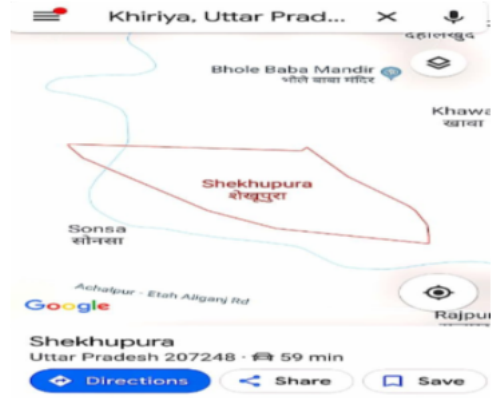 Khiriya, Uttar Prad...
Bhole Baba Mandir
भोले बाबा मंदिर
Khawa
खावा
Shekhupura
शेखूपुरा
Sonsa
सोनसा
Achalpur - Etah Aliganj Rd
Google
Rajpur
Shekhupura
Uttar Pradesh 207248 · 59 min
Directions
Share
Save